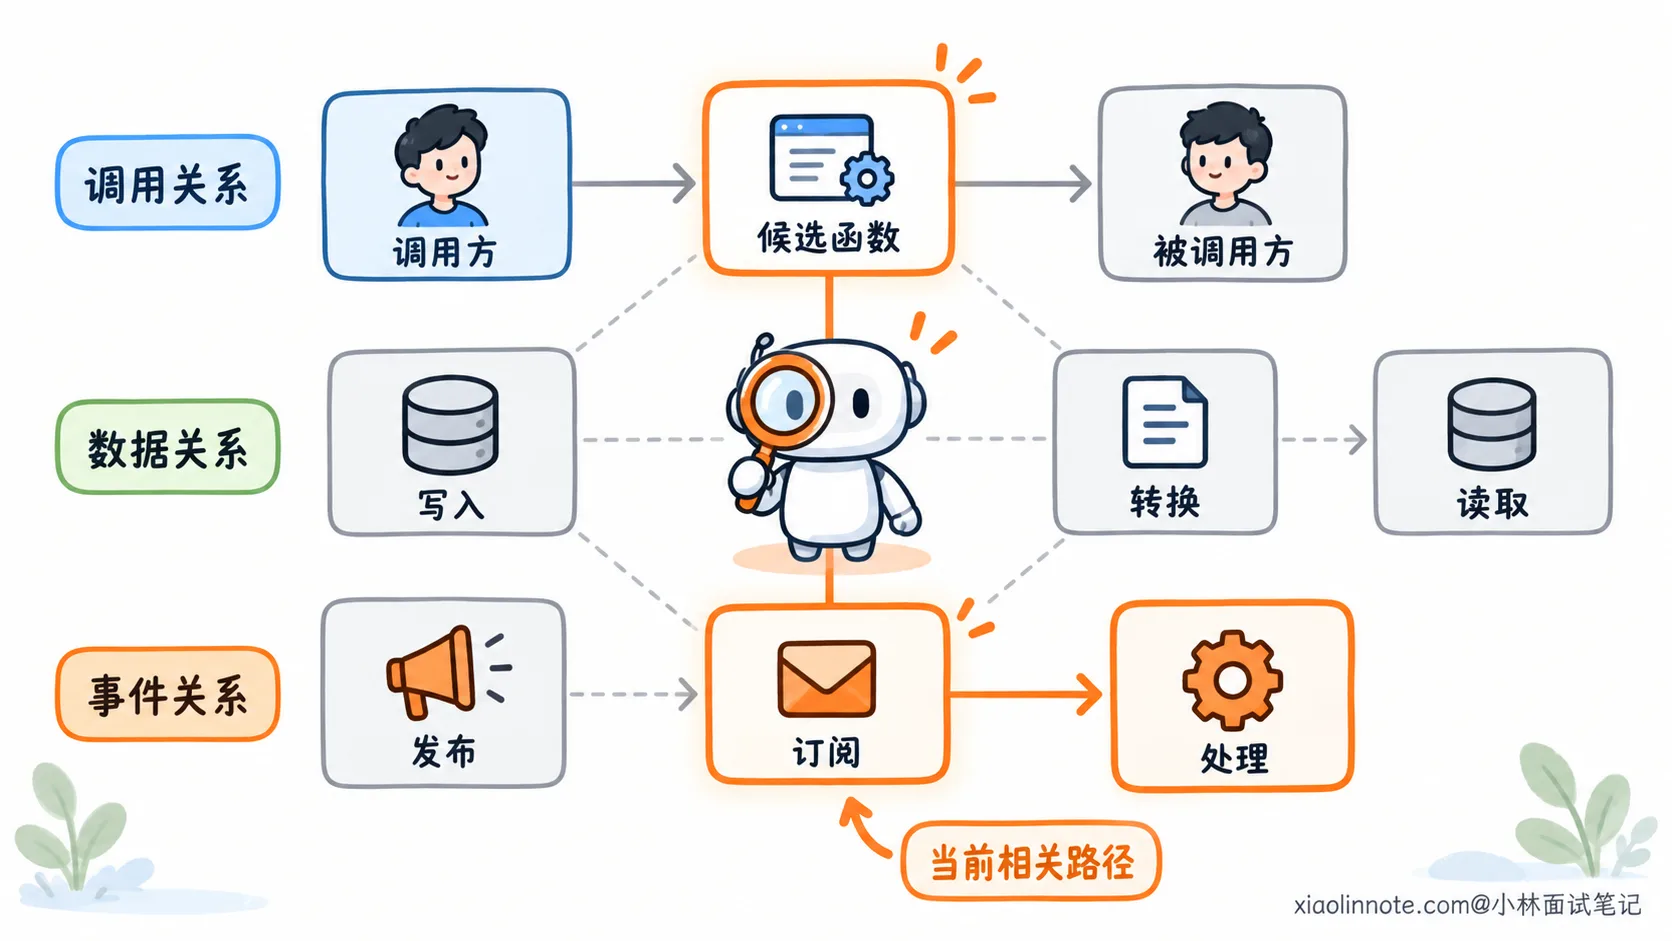 调用关系
调用方
候选函数
被调用方
数据关系
写入
转换
读取
事件关系
发布
订阅
处理
当前相关路径
xiaolinnote.com@小林面试笔记